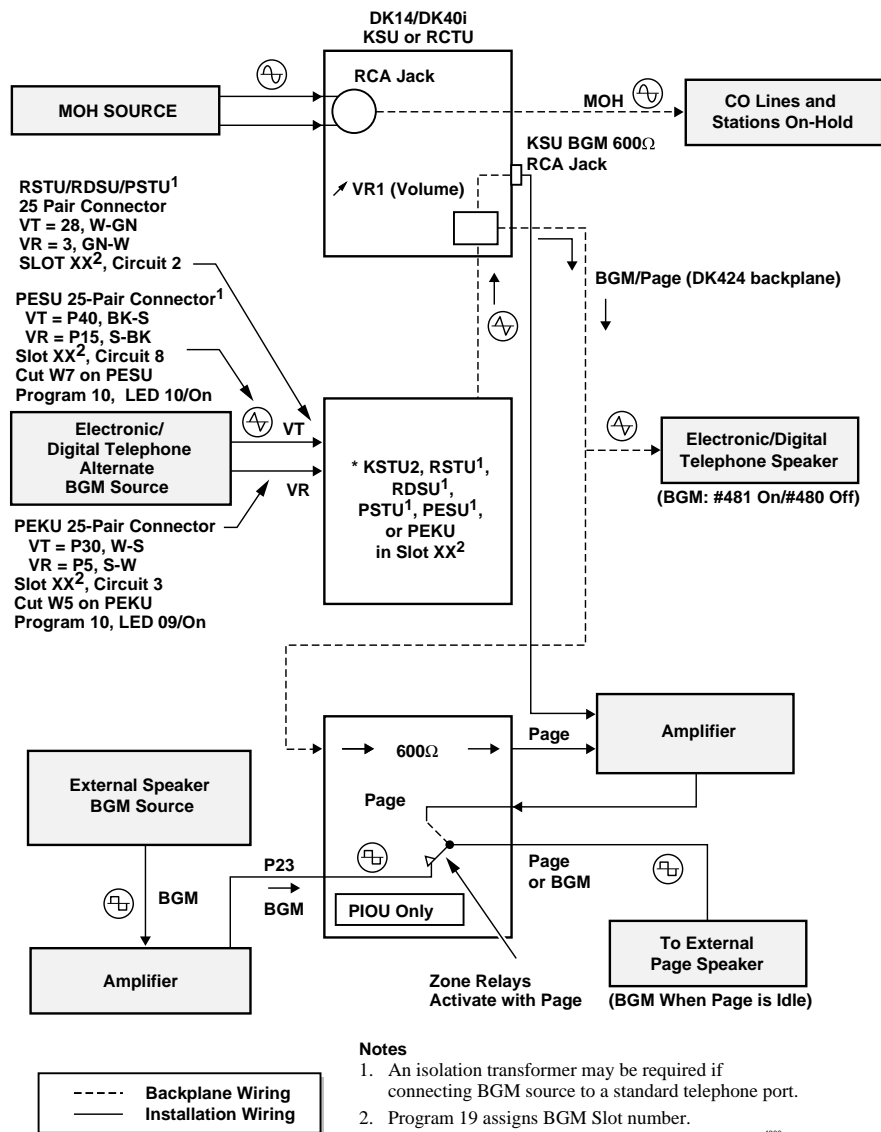 DK14/DK40i
KSU or RCTU
RCA Jack
MOH SOURCE
MOH
CO Lines and
Stations On-Hold
KSU BGM 600Ω
RCA Jack
VR1 (Volume)
RSTU/RDSU/PSTU1
25 Pair Connector
VT = 28, W-GN
VR = 3, GN-W
SLOT XX2, Circuit 2
BGM/Page (DK424 backplane)
PESU 25-Pair Connector1
VT = P40, BK-S
VR = P15, S-BK
Slot XX2, Circuit 8
Cut W7 on PESU
Program 10, LED 10/On
Electronic/
Digital Telephone
Alternate
BGM Source
VT
VR
* KSTU2, RSTU1,
RDSU1,
PSTU1, PESU1,
or PEKU
in Slot XX2
Electronic/Digital
Telephone Speaker
(BGM: #481 On/#480 Off)
PEKU 25-Pair Connector
VT = P30, W-S
VR = P5, S-W
Slot XX2, Circuit 3
Cut W5 on PEKU
Program 10, LED 09/On
600Ω
Page
Amplifier
External Speaker
BGM Source
Page
P23
BGM
BGM
Page
or BGM
PIOU Only
Amplifier
Zone Relays
Activate with Page
To External
Page Speaker
(BGM When Page is Idle)
Backplane Wiring
Installation Wiring
Notes
1. An isolation transformer may be required if
connecting BGM source to a standard telephone port.
2. Program 19 assigns BGM Slot number.